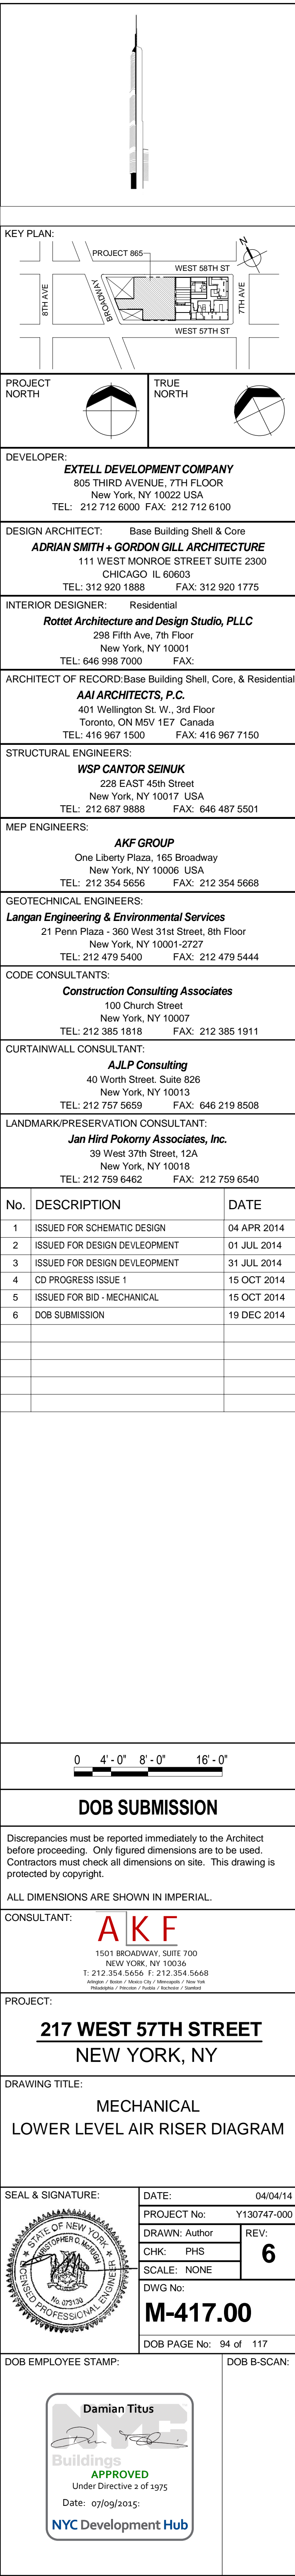 KEY PLAN:
PROJECT 865
WEST 58TH ST
N
8TH AVE
BROADWAY
7TH AVE
WEST 57TH ST
PROJECT
NORTH
TRUE
NORTH
DEVELOPER:
EXTELL DEVELOPMENT COMPANY
805 THIRD AVENUE, 7TH FLOOR
New York, NY 10022 USA
TEL: 212 712 6000 FAX: 212 712 6100
DESIGN ARCHITECT: Base Building Shell & Core
ADRIAN SMITH + GORDON GILL ARCHITECTURE
111 WEST MONROE STREET SUITE 2300
CHICAGO IL 60603
TEL: 312 920 1888 FAX: 312 920 1775
INTERIOR DESIGNER: Residential
Rottet Architecture and Design Studio, PLLC
298 Fifth Ave, 7th Floor
New York, NY 10001
TEL: 646 998 7000 FAX:
ARCHITECT OF RECORD:Base Building Shell, Core, & Residential
AAI ARCHITECTS, P.C.
401 Wellington St. W., 3rd Floor
Toronto, ON M5V 1E7 Canada
TEL: 416 967 1500 FAX: 416 967 7150
STRUCTURAL ENGINEERS:
WSP CANTOR SEINUK
228 EAST 45th Street
New York, NY 10017 USA
TEL: 212 687 9888 FAX: 646 487 5501
MEP ENGINEERS:
AKF GROUP
One Liberty Plaza, 165 Broadway
New York, NY 10006 USA
TEL: 212 354 5656 FAX: 212 354 5668
GEOTECHNICAL ENGINEERS:
Langan Engineering & Environmental Services
21 Penn Plaza - 360 West 31st Street, 8th Floor
New York, NY 10001-2727
TEL: 212 479 5400 FAX: 212 479 5444
CODE CONSULTANTS:
Construction Consulting Associates
100 Church Street
New York, NY 10007
TEL: 212 385 1818 FAX: 212 385 1911
CURTAINWALL CONSULTANT:
AJLP Consulting
40 Worth Street. Suite 826
New York, NY 10013
TEL: 212 757 5659 FAX: 646 219 8508
LANDMARK/PRESERVATION CONSULTANT:
Jan Hird Pokorny Associates, Inc.
39 West 37th Street, 12A
New York, NY 10018
TEL: 212 759 6462 FAX: 212 759 6540
No. DESCRIPTION DATE
1 ISSUED FOR SCHEMATIC DESIGN 04 APR 2014
2 ISSUED FOR DESIGN DEVLEOPMENT 01 JUL 2014
3 ISSUED FOR DESIGN DEVLEOPMENT 31 JUL 2014
4 CD PROGRESS ISSUE 1 15 OCT 2014
5 ISSUED FOR BID - MECHANICAL 15 OCT 2014
6 DOB SUBMISSION 19 DEC 2014
0 4' - 0" 8' - 0" 16' - 0"
DOB SUBMISSION
Discrepancies must be reported immediately to the Architect
before proceeding. Only figured dimensions are to be used.
Contractors must check all dimensions on site. This drawing is
protected by copyright.
ALL DIMENSIONS ARE SHOWN IN IMPERIAL.
CONSULTANT:
AKF
1501 BROADWAY, SUITE 700
NEW YORK, NY 10036
T: 212.354.5656 F: 212.354.5668
Arlington / Boston / Mexico City / Minneapolis / New York
Philadelphia / Princeton / Puebla / Rochester / Stamford
PROJECT:
217 WEST 57TH STREET
NEW YORK, NY
DRAWING TITLE:
MECHANICAL
LOWER LEVEL AIR RISER DIAGRAM
SEAL & SIGNATURE:
STATE OF NEW YORK
No. 073130
LICENSED PROFESSIONAL ENGINEER
DATE: 04/04/14
PROJECT No: Y130747-000
DRAWN: Author
REV:
CHK: PHS
6
SCALE: NONE
DWG No:
M-417.00
DOB PAGE No: 94 of 117
DOB EMPLOYEE STAMP:
DOB B-SCAN:
NYC
Damian Titus
Buildings
APPROVED
Under Directive 2 of 1975
Date: 07/09/2015:
NYC Development Hub